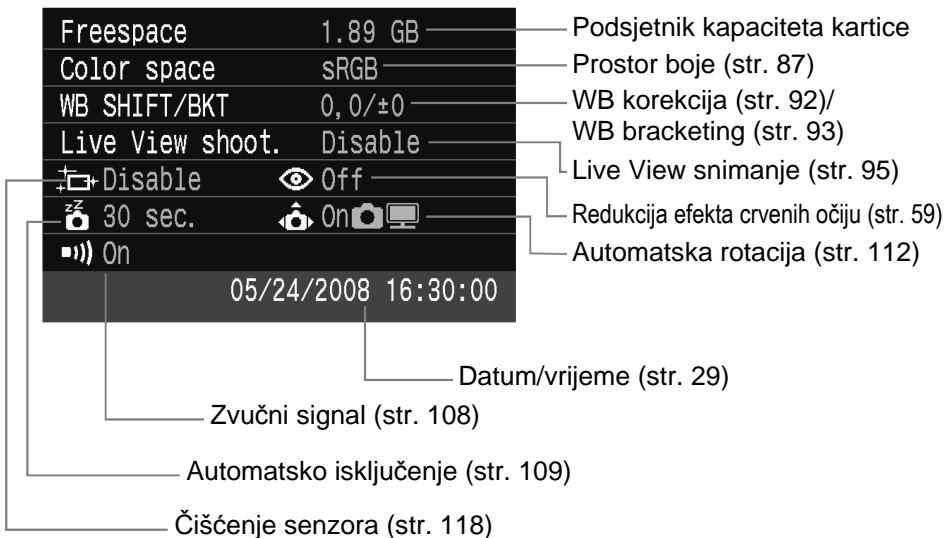 Freespace 1.89 GB
Podsjetnik kapaciteta kartice
Color space sRGB
Prostor boje (str. 87)
WB SHIFT/BKT 0,0/±0
WB korekcija (str. 92)/
WB bracketing (str. 93)
Live View shoot. Disable
Live View snimanje (str. 95)
Disable Off
Redukcija efekta crvenih očiju (str. 59)
zZ 30 sec. On
Automatska rotacija (str. 112)
On
05/24/2008 16:30:00
Datum/vrijeme (str. 29)
Zvučni signal (str. 108)
Automatsko isključenje (str. 109)
Čišćenje senzora (str. 118)